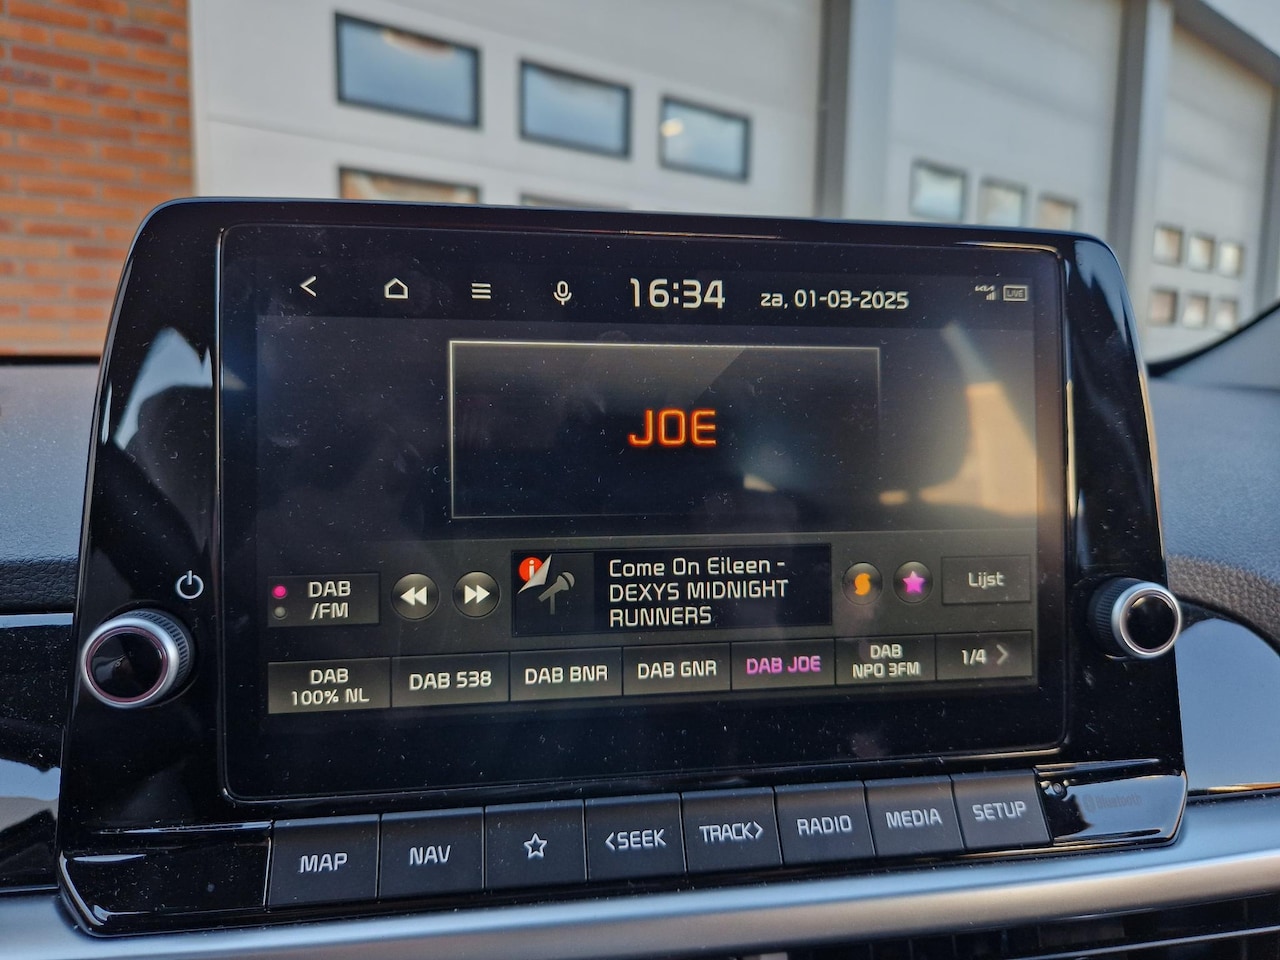 16:34 za, 01-03-2025
LIVE
JOE
DAB
/FM
i
Come On Eileen -
DEXYS MIDNIGHT
RUNNERS
Lijst
DAB
100% NL
DAB 538
DAB BNR
DAB GNR
DAB JOE
DAB
NPO 3FM
1/4 >
MAP
NAV
<SEEK
TRACK>
RADIO
MEDIA
SETUP
Bluetooth